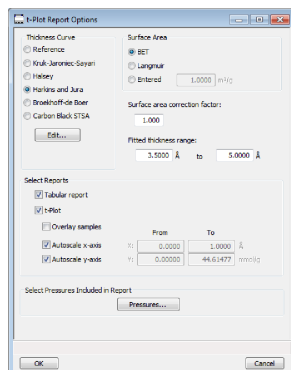 t-Plot Report Options
Thickness Curve
Reference
Kruk-Jaroniec-Sayari
Halsey
Harkins and Jura
Broekhoff-de Boer
Carbon Black STSA
Edit...
Surface Area
BET
Langmuir
Entered 1.0000 m²/g
Surface area correction factor:
1.000
Fitted thickness range:
3.5000 Å to 5.0000 Å
Select Reports
Tabular report
t-Plot
Overlay samples
From To
Autoscale x-axis X: 0.0000 1.0000 Å
Autoscale y-axis Y: 0.00000 44.61477 mmol/g
Select Pressures Included in Report
Pressures...
OK Cancel